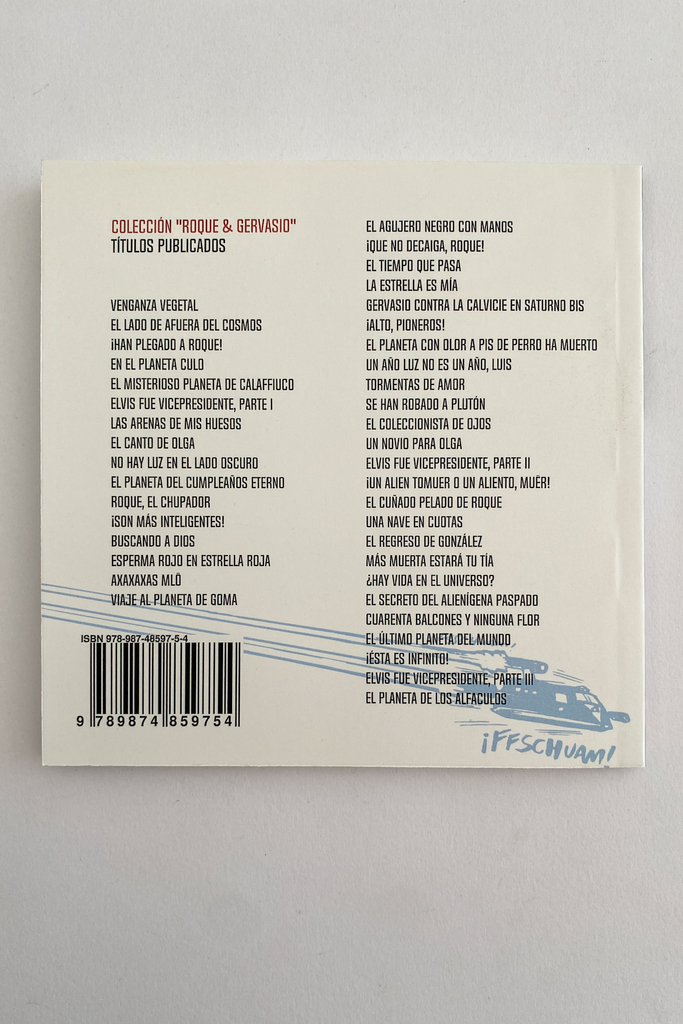 COLECCIÓN "ROQUE & GERVASIO"
TÍTULOS PUBLICADOS
VENGANZA VEGETAL
EL LADO DE AFUERA DEL COSMOS
¡HAN PLEGADO A ROQUE!
EN EL PLANETA CULO
EL MISTERIOSO PLANETA DE CALAFFIUCO
ELVIS FUE VICEPRESIDENTE, PARTE I
LAS ARENAS DE MIS HUESOS
EL CANTO DE OLGA
NO HAY LUZ EN EL LADO OSCURO
EL PLANETA DEL CUMPLEAÑOS ETERNO
ROQUE, EL CHUPADOR
¡SON MÁS INTELIGENTES!
BUSCANDO A DIOS
ESPERMA ROJO EN ESTRELLA ROJA
AXAXAXAS MLÖ
VIAJE AL PLANETA DE GOMA
ISBN 978-987-48597-5-4
9 789874 859754
EL AGUJERO NEGRO CON MANOS
¡QUE NO DECAIGA, ROQUE!
EL TIEMPO QUE PASA
LA ESTRELLA ES MÍA
GERVASIO CONTRA LA CALVICIE EN SATURNO BIS
¡ALTO, PIONEROS!
EL PLANETA CON OLOR A PIS DE PERRO HA MUERTO
UN AÑO LUZ NO ES UN AÑO, LUIS
TORMENTAS DE AMOR
SE HAN ROBADO A PLUTÓN
EL COLECCIONISTA DE OJOS
UN NOVIO PARA OLGA
ELVIS FUE VICEPRESIDENTE, PARTE II
¡UN ALIEN TOMUER O UN ALIENTO, MUËR!
EL CUÑADO PELADO DE ROQUE
UNA NAVE EN CUOTAS
EL REGRESO DE GONZÁLEZ
MÁS MUERTA ESTARÁ TU TÍA
¿HAY VIDA EN EL UNIVERSO?
EL SECRETO DEL ALIENÍGENA PASPADO
CUARENTA BALCONES Y NINGUNA FLOR
EL ÚLTIMO PLANETA DEL MUNDO
¡ÉSTA ES INFINITO!
ELVIS FUE VICEPRESIDENTE, PARTE III
EL PLANETA DE LOS ALFACULOS
¡FFSCHUAM!